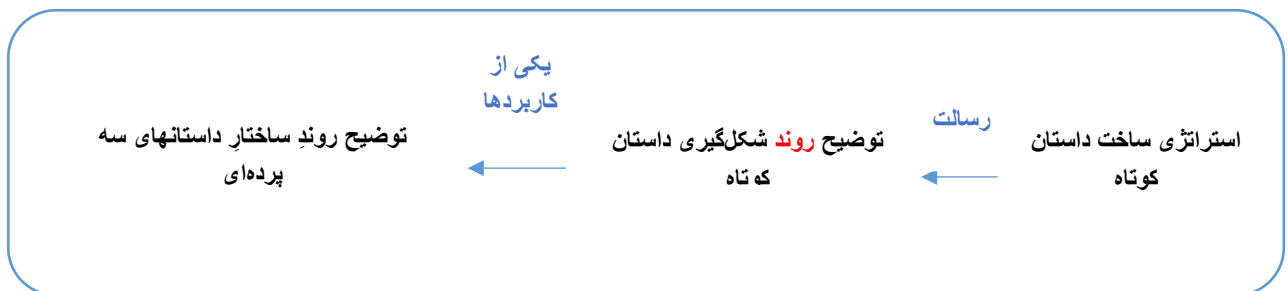 استراتژی ساخت داستان
کوتاه
رسالت
توضیح روند شکل‌گیری داستان
کوتاه
یکی از
کاربردها
توضیح روندِ ساختارِ داستانهای سه
پرده‌ای